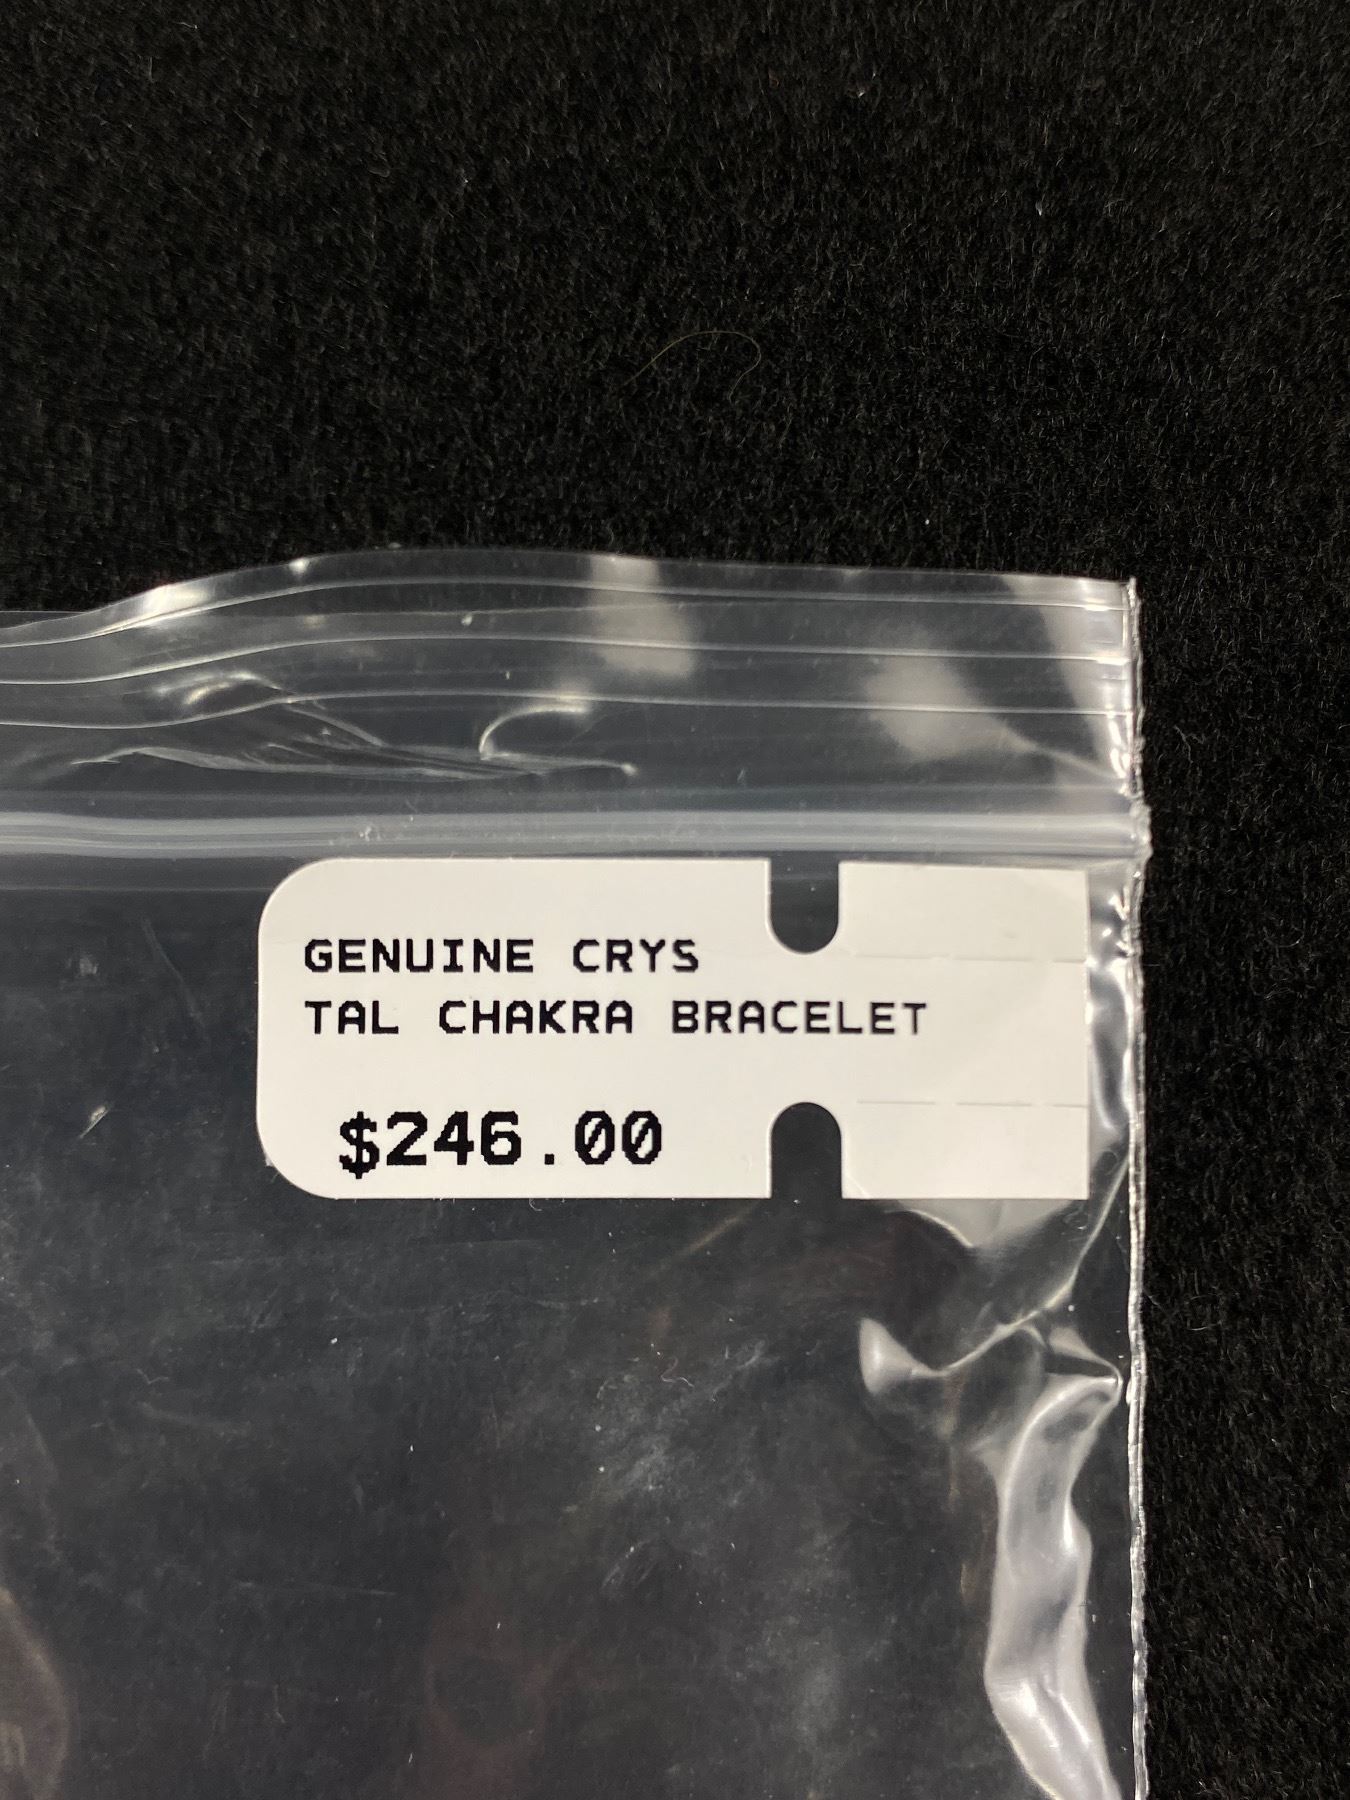 GENUINE CRYS
TAL CHAKRA BRACELET
$246.00